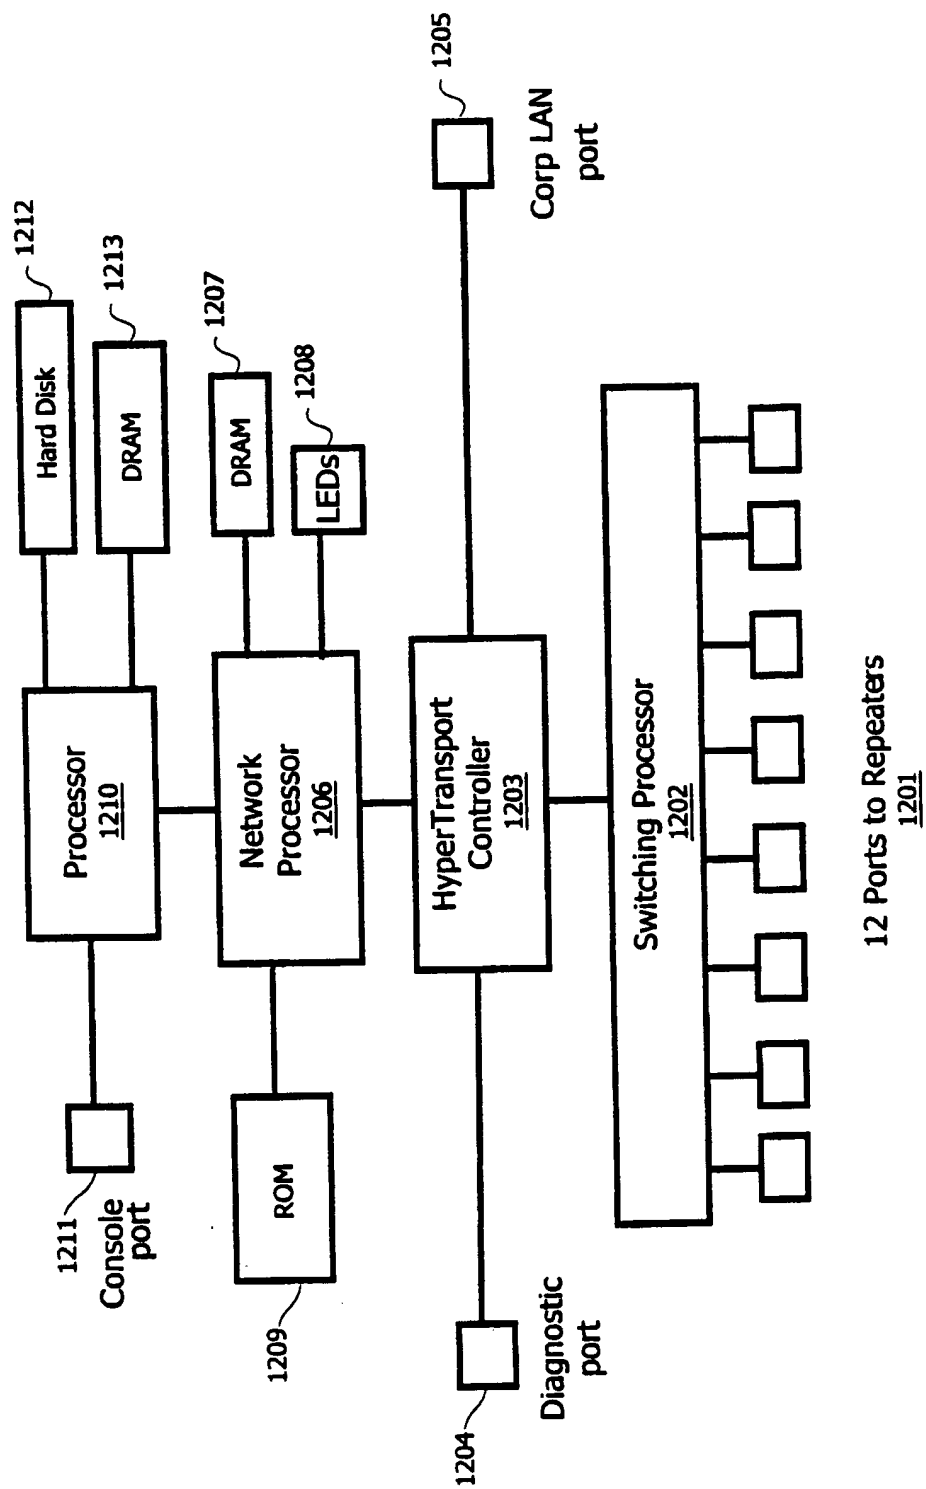 1212
Hard Disk
1213
DRAM
Processor
1210
1211
Console
port
1207
DRAM
1208
LEDs
Network
Processor
1206
ROM
1209
1205
Corp LAN
port
HyperTransport
Controller
1203
1204
Diagnostic
port
Switching Processor
1202
12 Ports to Repeaters
1201